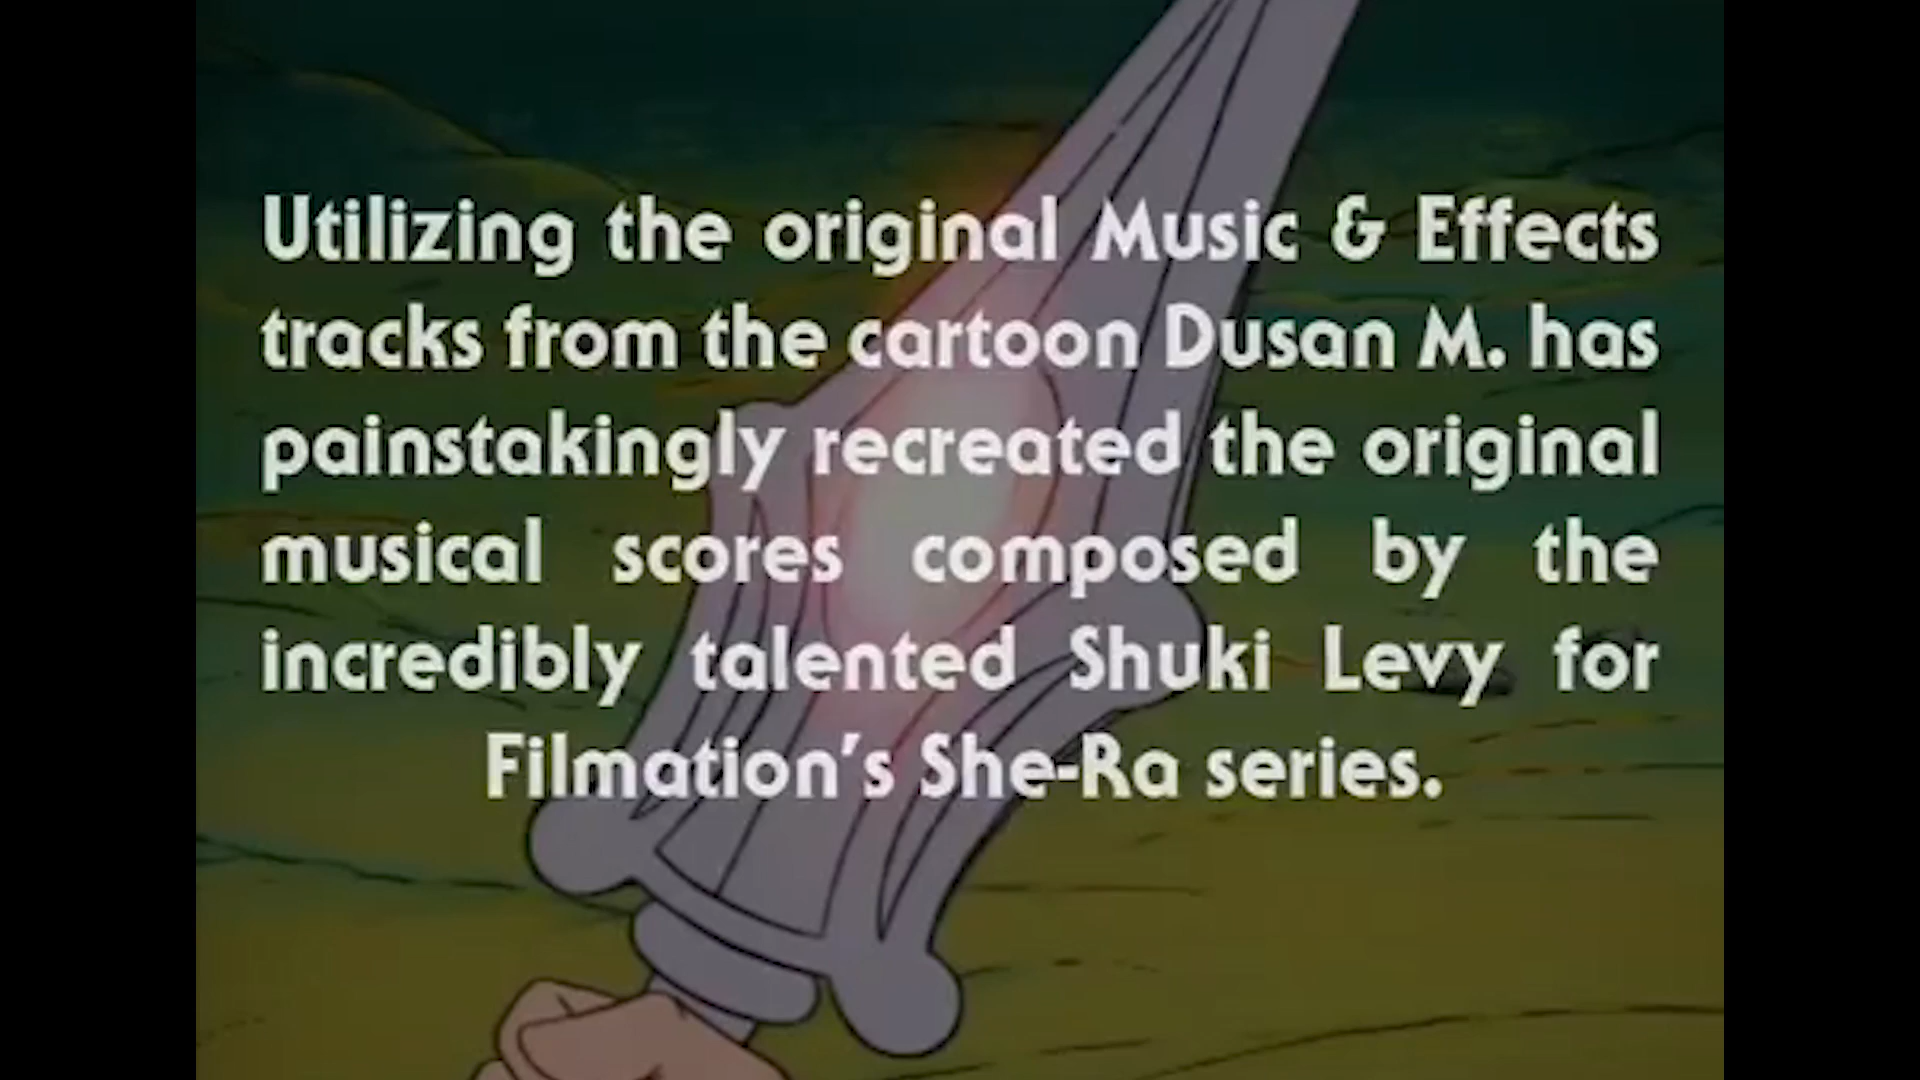 Utilizing the original Music & Effects
tracks from the cartoon Dusan M. has
painstakingly recreated the original
musical scores composed by the
incredibly talented Shuki Levy for
Filmation's She-Ra series.